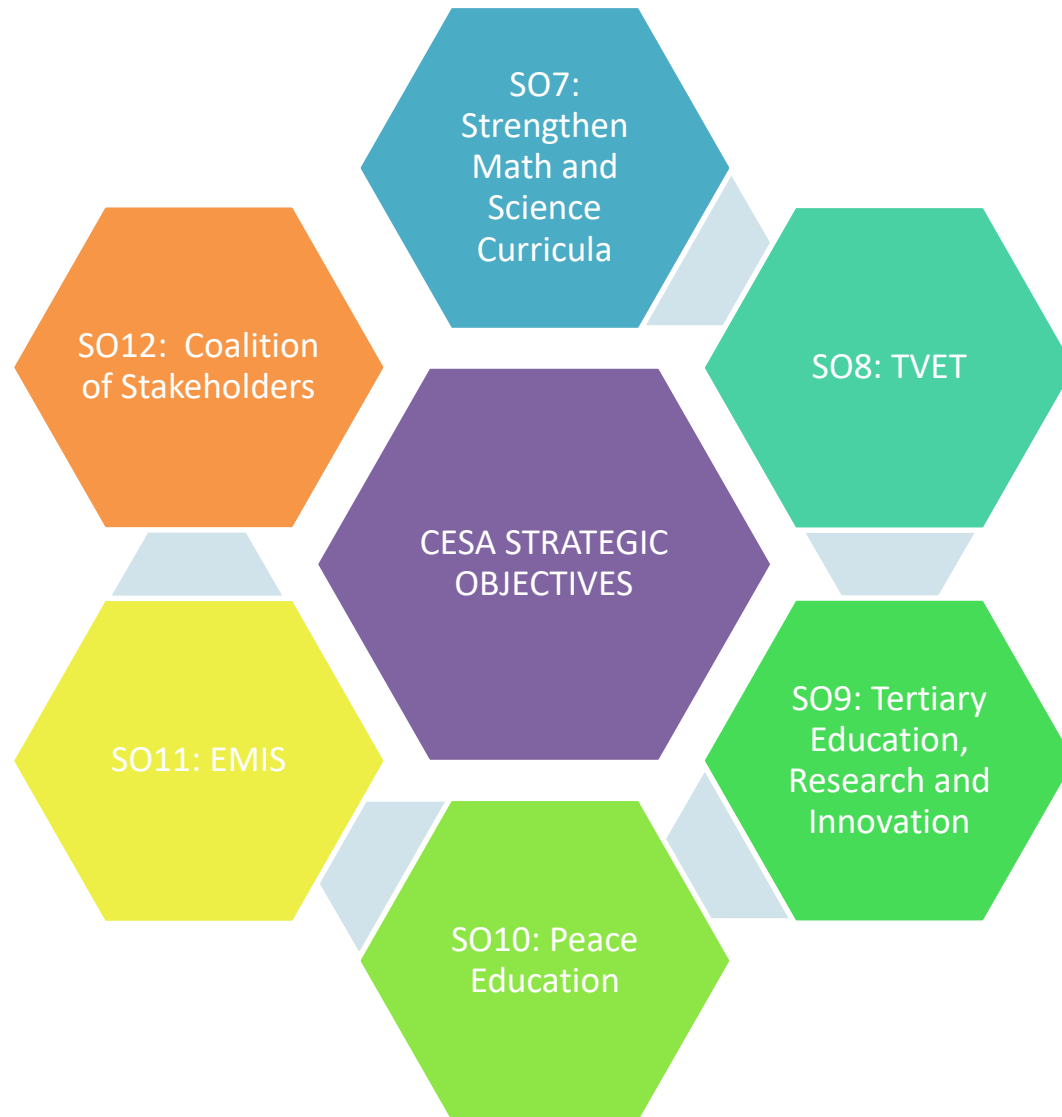 SO7:
Strengthen
Math and
Science
Curricula
SO8: TVET
SO9: Tertiary
Education,
Research and
Innovation
SO10: Peace
Education
SO11: EMIS
SO12:  Coalition
of Stakeholders
CESA STRATEGIC
OBJECTIVES